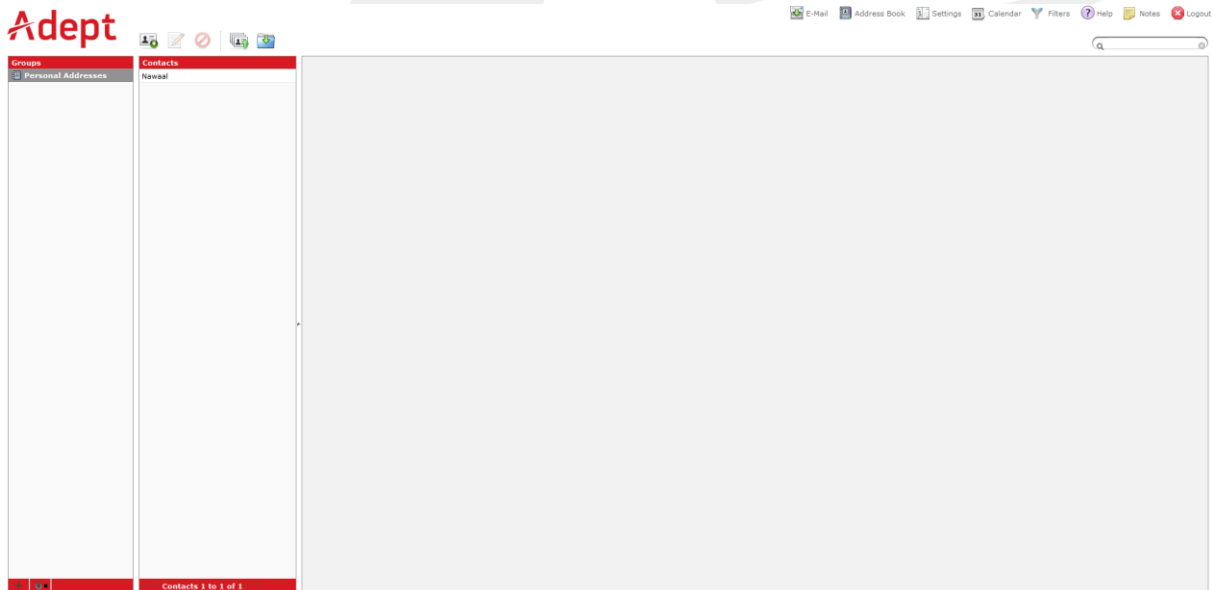 Adept
E-Mail Address Book Settings Calendar Filters Help Notes Logout
Groups
Personal Addresses
Contacts
Nawaal
Contacts 1 to 1 of 1